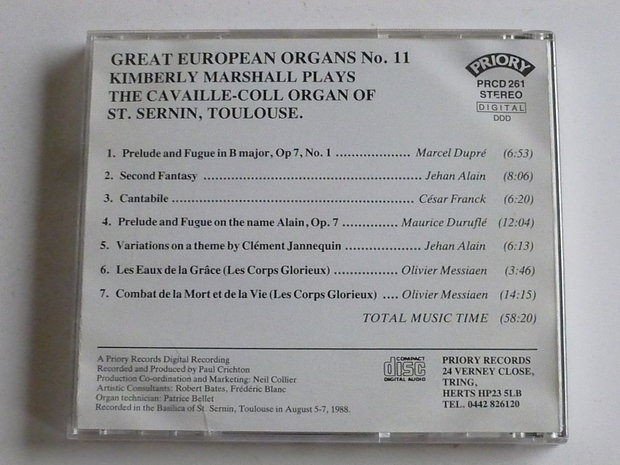 GREAT EUROPEAN ORGANS No. 11
KIMBERLY MARSHALL PLAYS
THE CAVAILLE-COLL ORGAN OF
ST. SERNIN, TOULOUSE.
PRIORY
PRCD 261
STEREO
DIGITAL
DDD
1. Prelude and Fugue in B major, Op 7, No. 1 .................... Marcel Dupré (6:53)
2. Second Fantasy ............................................................ Jehan Alain (8:06)
3. Cantabile ................................................................ César Franck (6:20)
4. Prelude and Fugue on the name Alain, Op. 7 ............... Maurice Duruflé (12:04)
5. Variations on a theme by Clément Jannequin .................... Jehan Alain (6:13)
6. Les Eaux de la Grâce (Les Corps Glorieux) ................ Olivier Messiaen (3:46)
7. Combat de la Mort et de la Vie (Les Corps Glorieux) .... Olivier Messiaen (14:15)
TOTAL MUSIC TIME (58:20)
A Priory Records Digital Recording
Recorded and Produced by Paul Crichton
Production Co-ordination and Marketing: Neil Collier
Artistic Consultants: Robert Bates, Frédéric Blanc
Organ technician: Patrice Bellet
Recorded in the Basilica of St. Sernin, Toulouse in August 5-7, 1988.
COMPACT
disc
DIGITAL AUDIO
PRIORY RECORDS
24 VERNEY CLOSE,
TRING,
HERTS HP23 5LB
TEL. 0442 826120